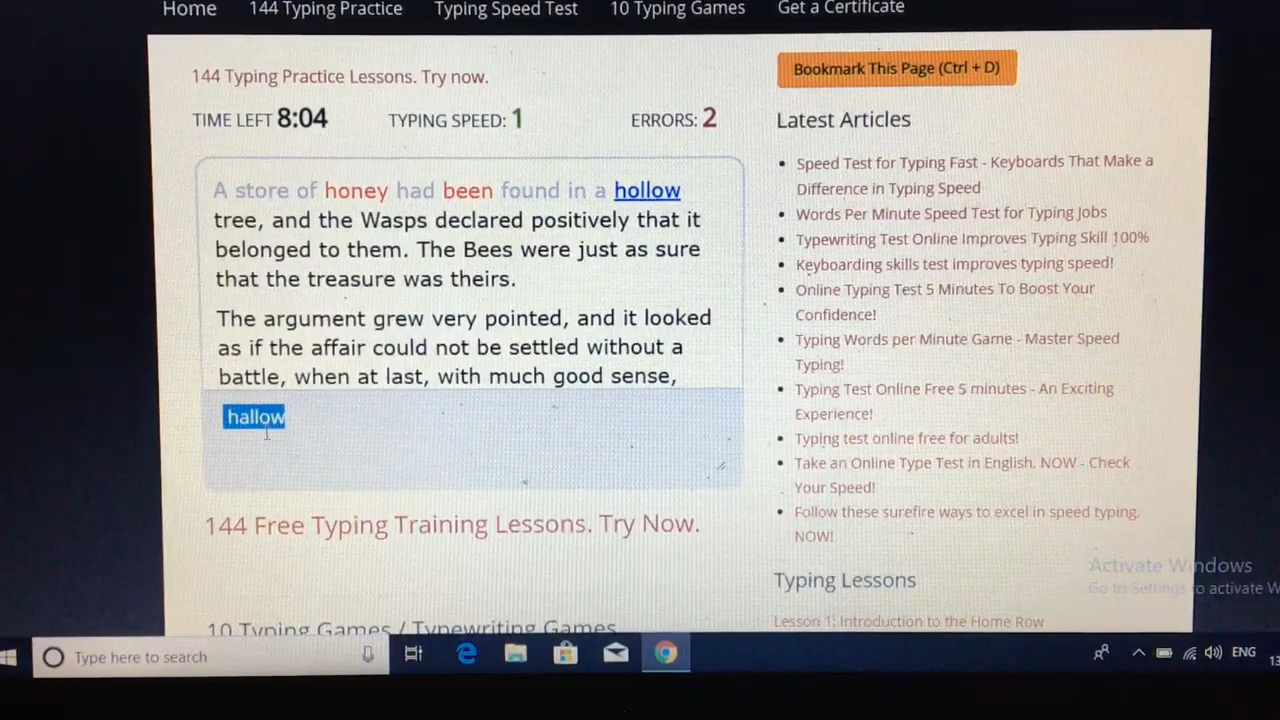 Home 144 Typing Practice Typing Speed Test 10 Typing Games Get a Certificate
144 Typing Practice Lessons. Try now.
TIME LEFT 8:04 TYPING SPEED: 1 ERRORS: 2
A store of honey had been found in a hollow
tree, and the Wasps declared positively that it
belonged to them. The Bees were just as sure
that the treasure was theirs.
The argument grew very pointed, and it looked
as if the affair could not be settled without a
battle, when at last, with much good sense,
hallow
144 Free Typing Training Lessons. Try Now.
10 Typing Games / Typewriting Games
Bookmark This Page (Ctrl + D)
Latest Articles
Speed Test for Typing Fast - Keyboards That Make a
Difference in Typing Speed
Words Per Minute Speed Test for Typing Jobs
Typewriting Test Online Improves Typing Skill 100%
Keyboarding skills test improves typing speed!
Online Typing Test 5 Minutes To Boost Your
Confidence!
Typing Words per Minute Game - Master Speed
Typing!
Typing Test Online Free 5 minutes - An Exciting
Experience!
Typing test online free for adults!
Take an Online Type Test in English. NOW - Check
Your Speed!
Follow these surefire ways to excel in speed typing.
NOW!
Typing Lessons
Lesson 1: Introduction to the Home Row
Activate Windows
Go to Settings to activate W
Type here to search
ENG